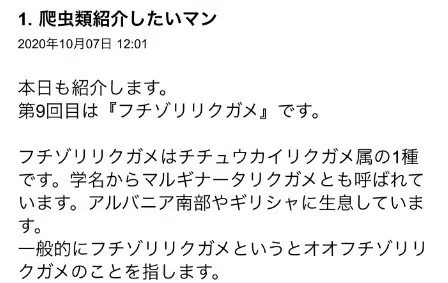 1. 爬虫類紹介したいマン
2020年10月07日 12:01
本日も紹介します。
第9回目は『フチゾリリクガメ』です。
フチゾリリクガメはチチュウカイリクガメ属の1種
です。学名からマルギナータリクガメとも呼ばれて
います。アルバニア南部やギリシャに生息していま
す。
一般的にフチゾリリクガメというとオオフチゾリリ
クガメのことを指します。